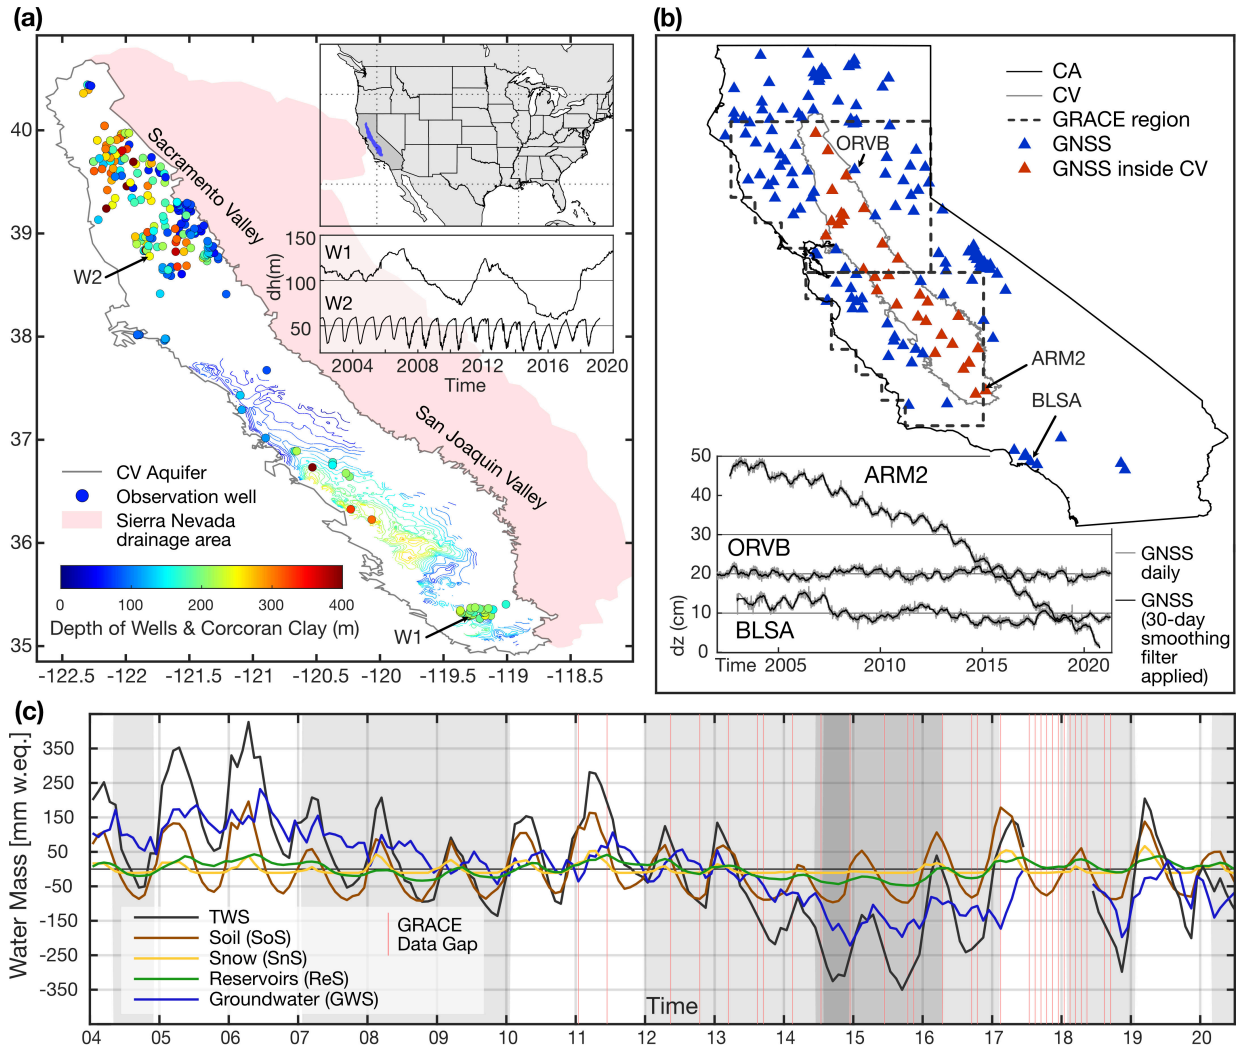 (a)
40
39
38
37
36
35
-122.5
-122
-121.5
-121
-120.5
-120
-119.5
-119
-118.5
Sacramento Valley
San Joaquin Valley
W2
W1
150
100
50
dh(m)
W1
W2
2004
2008
2012
2016
2020
Time
CV Aquifer
Observation well
Sierra Nevada
drainage area
0
100
200
300
400
Depth of Wells & Corcoran Clay (m)
(b)
CA
CV
GRACE region
GNSS
GNSS inside CV
ORVB
ARM2
BLSA
50
40
30
20
10
0
dz (cm)
ARM2
ORVB
BLSA
Time
2005
2010
2015
2020
GNSS
daily
GNSS
(30-day
smoothing
filter
applied)
(c)
Water Mass [mm w.eq.]
350
250
150
50
-50
-150
-250
-350
TWS
Soil (SoS)
Snow (SnS)
Reservoirs (ReS)
Groundwater (GWS)
GRACE
Data Gap
Time
04
05
06
07
08
09
10
11
12
13
14
15
16
17
18
19
20